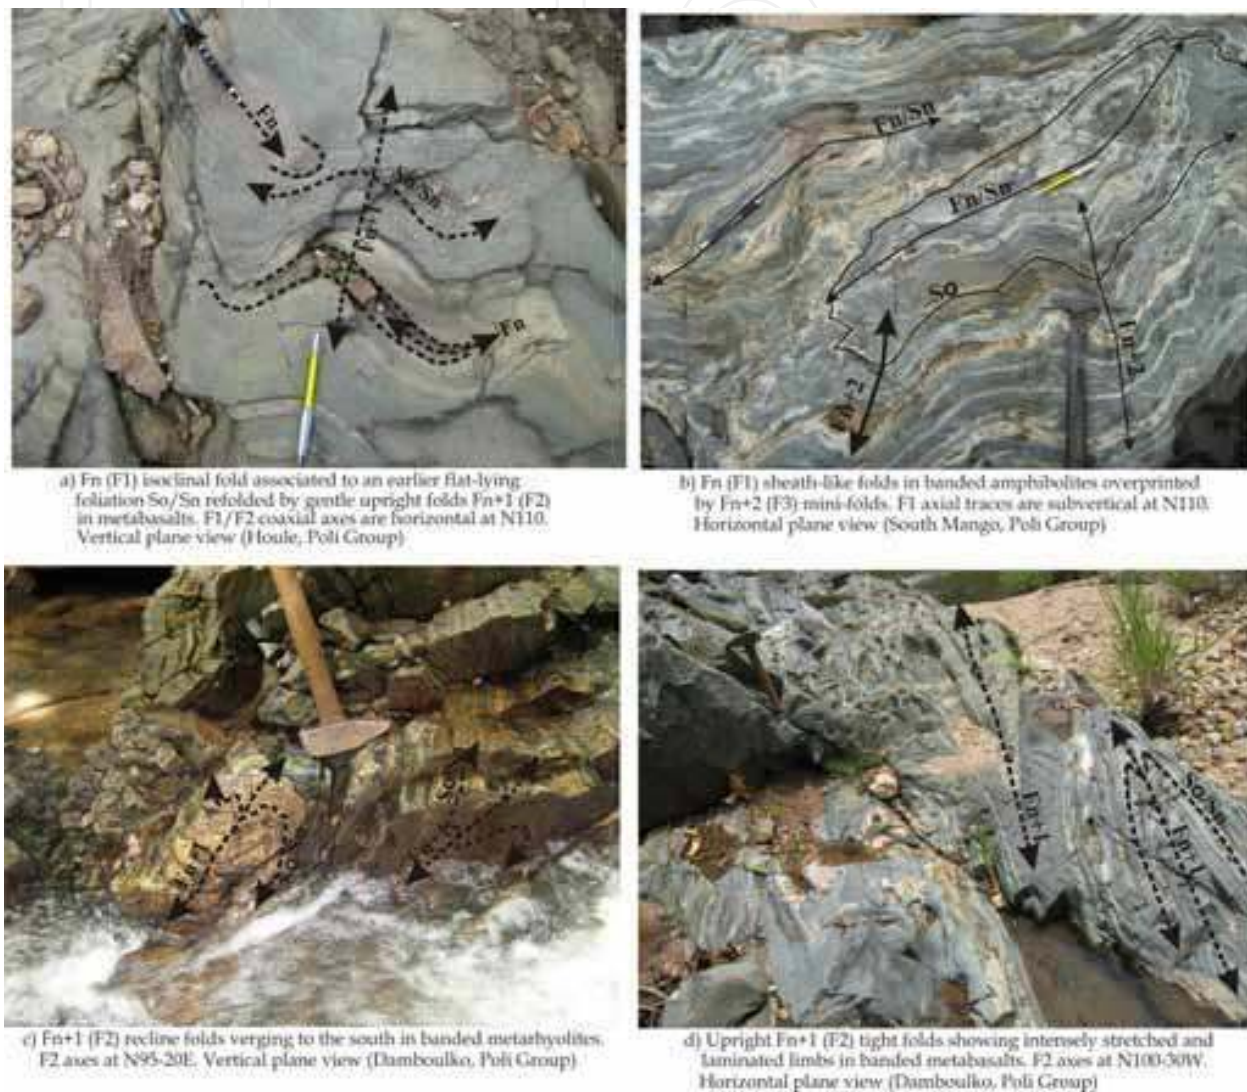 Fn
So/Sn
Fn+1
Fn
a) Fn (F1) isoclinal fold associated to an earlier flat-lying
foliation So/Sn refolded by gentle upright folds Fn+1 (F2)
in metabasalts. F1/F2 coaxial axes are horizontal at N110.
Vertical plane view (Houle, Poli Group)
Fn/Sn
Fn/Sn
So
Fn+2
Fn+2
b) Fn (F1) sheath-like folds in banded amphibolites overprinted
by Fn+2 (F3) mini-folds. F1 axial traces are subvertical at N110.
Horizontal plane view (South Mango, Poli Group)
Fn+1
c) Fn+1 (F2) recline folds verging to the south in banded metarhyolites.
F2 axes at N95-20E. Vertical plane view (Damboulko, Poli Group)
Fn+1
Fn+1
So/Sn
d) Upright Fn+1 (F2) tight folds showing intensely stretched and
laminated limbs in banded metabasalts. F2 axes at N100-30W.
Horizontal plane view (Damboulko, Poli Group)